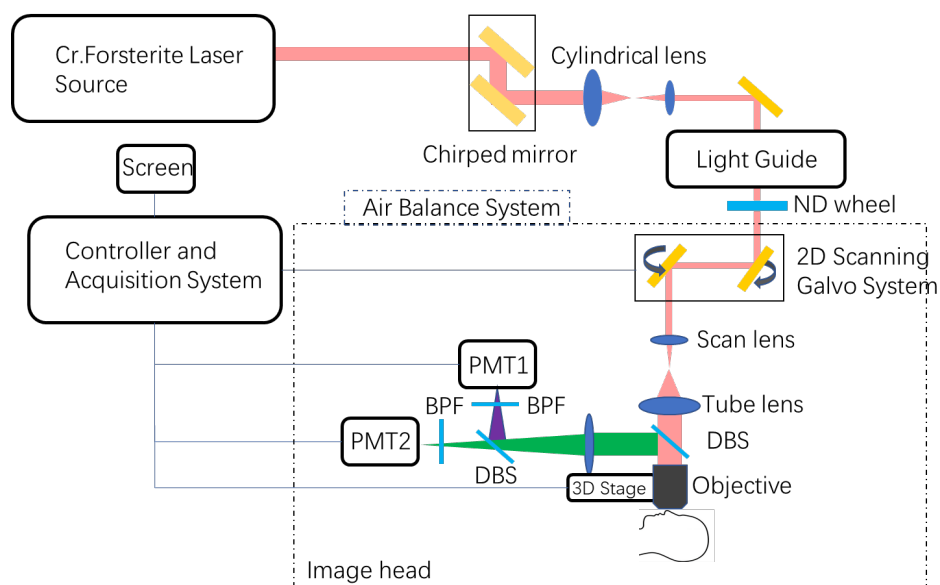 Cr.Forsterite Laser
Source
Cylindrical lens
Chirped mirror
Light Guide
Screen
ND wheel
Air Balance System
Controller and
Acquisition System
2D Scanning
Galvo System
Scan lens
PMT1
BPF
BPF
Tube lens
PMT2
DBS
DBS
3D Stage
Objective
Image head